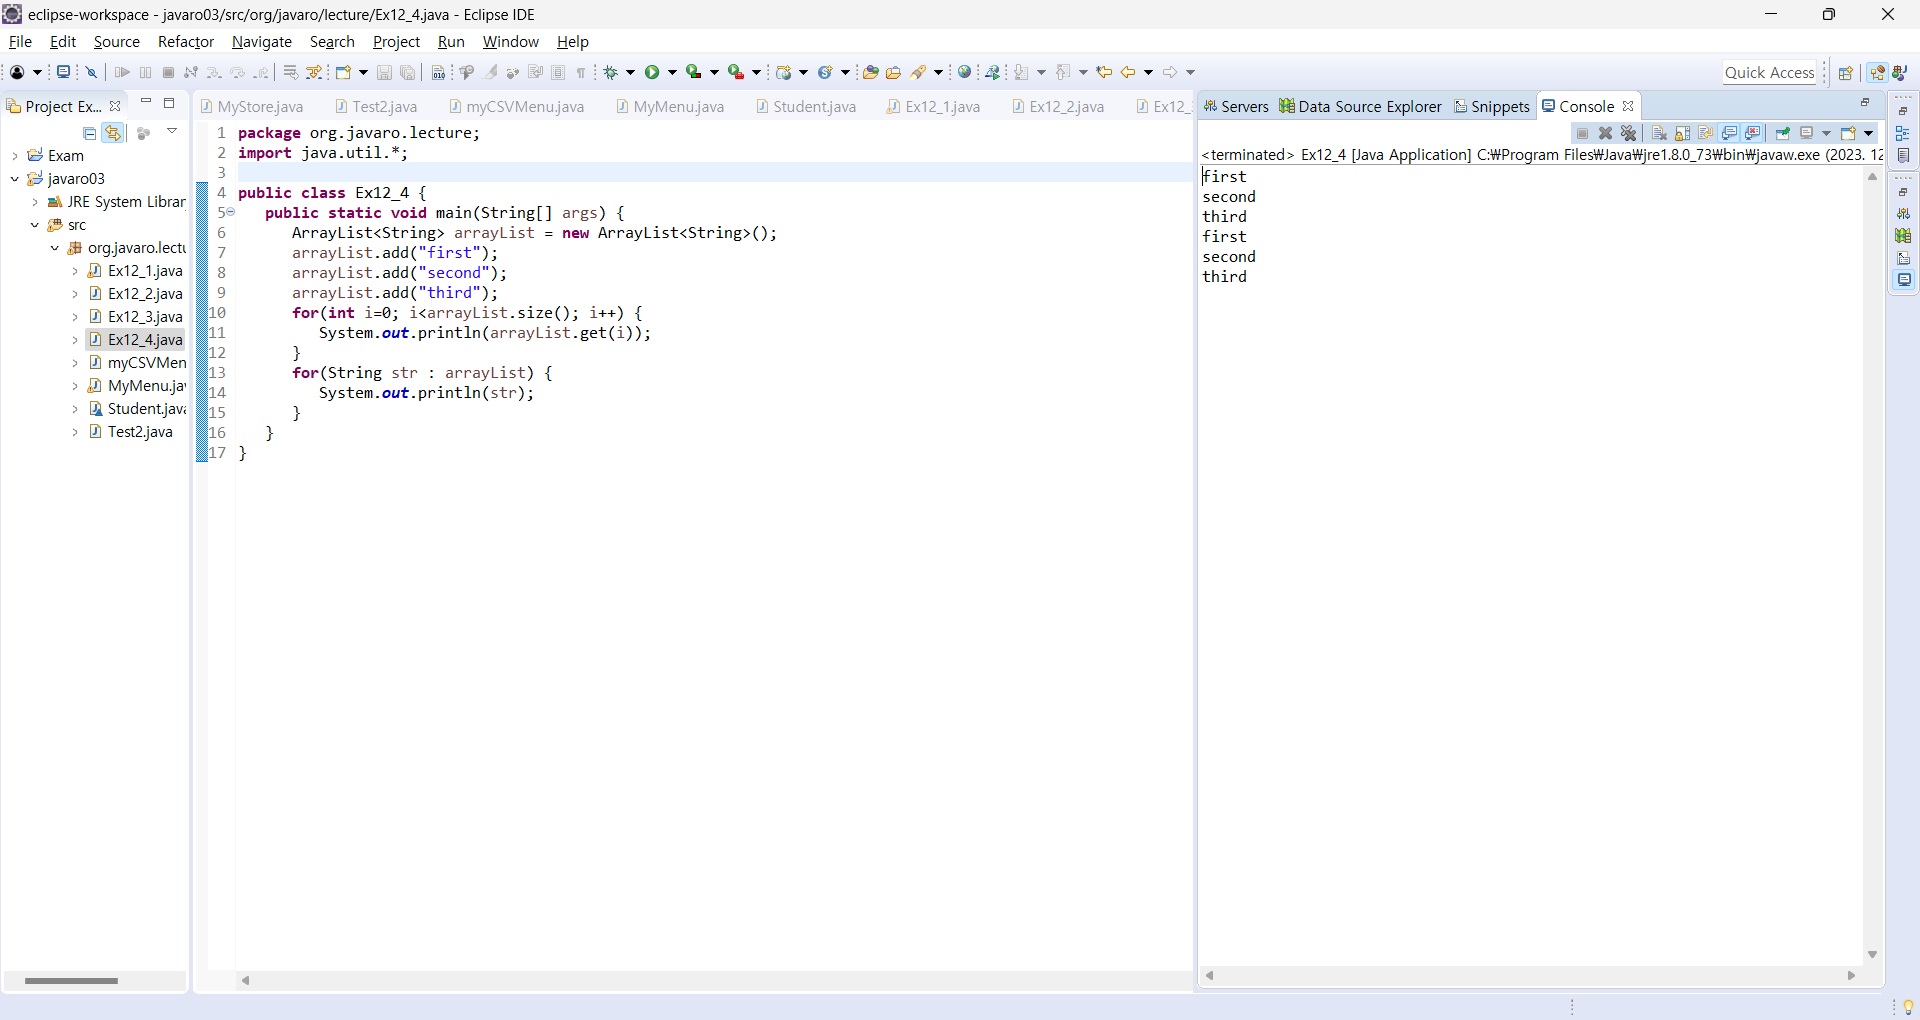 eclipse-workspace - javaro03/src/org/javaro/lecture/Ex12_4.java - Eclipse IDE
File Edit Source Refactor Navigate Search Project Run Window Help
Quick Access
Project Ex...
Exam
javaro03
JRE System Librar
src
org.javaro.lectu
Ex12_1.java
Ex12_2.java
Ex12_3.java
Ex12_4.java
myCSVMen
MyMenu.jav
Student.java
Test2.java
MyStore.java Test2.java myCSVMenu.java MyMenu.java Student.java Ex12_1.java Ex12_2.java Ex12_3
1 package org.javaro.lecture;
2 import java.util.*;
3
4 public class Ex12_4 {
5 public static void main(String[] args) {
6 ArrayList<String> arrayList = new ArrayList<String>();
7 arrayList.add("first");
8 arrayList.add("second");
9 arrayList.add("third");
10 for(int i=0; i<arrayList.size(); i++) {
11 System.out.println(arrayList.get(i));
12 }
13 for(String str : arrayList) {
14 System.out.println(str);
15 }
16 }
17 }
Servers Data Source Explorer Snippets Console
<terminated> Ex12_4 [Java Application] C:₩Program Files₩Java₩jre1.8.0_73₩bin₩javaw.exe (2023. 12
first
second
third
first
second
third